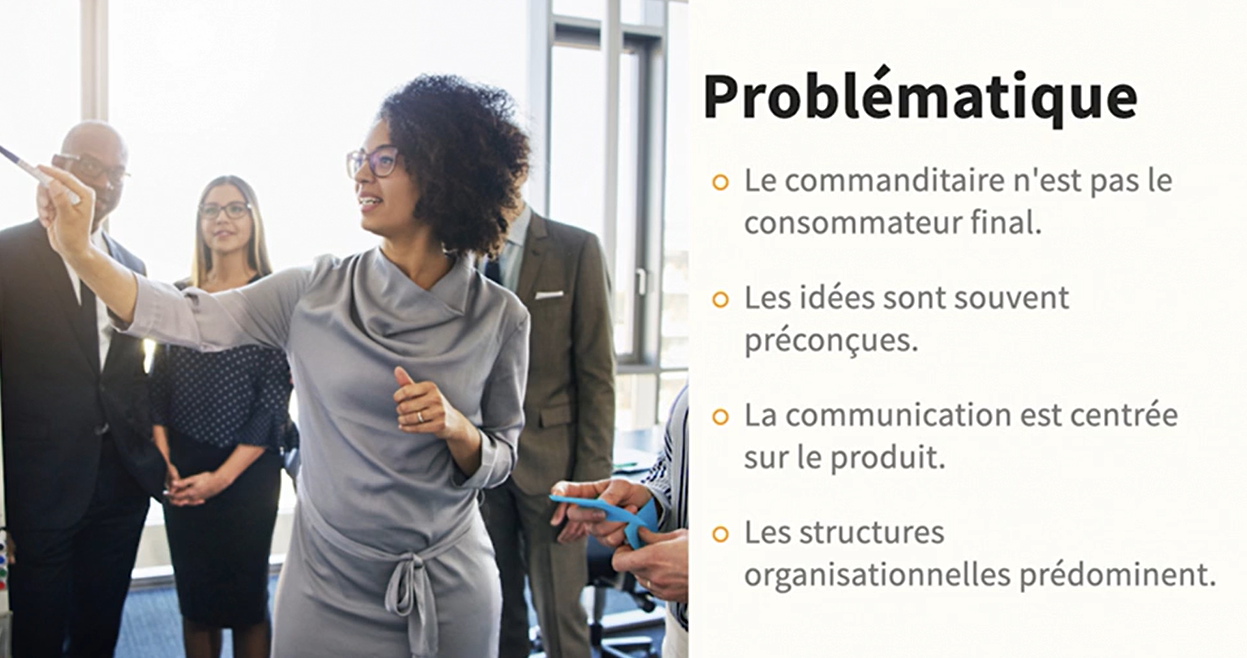 Problématique
Le commanditaire n'est pas le
consommateur final.
Les idées sont souvent
préconçues.
La communication est centrée
sur le produit.
Les structures
organisationnelles prédominent.